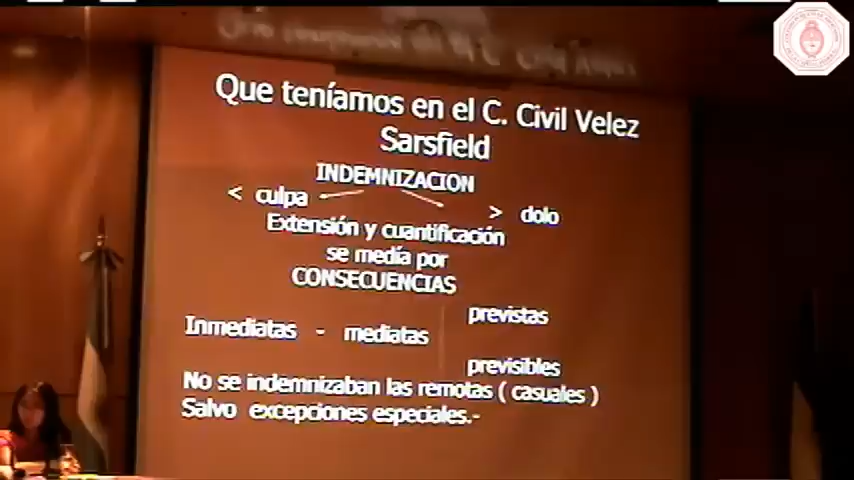 Que teníamos en el C. Civil Velez
Sarsfield
INDEMNIZACION
< culpa > dolo
Extensión y cuantificación
se medía por
CONSECUENCIAS
previstas
Inmediatas - mediatas
previsibles
No se indemnizaban las remotas ( casuales )
Salvo excepciones especiales.-